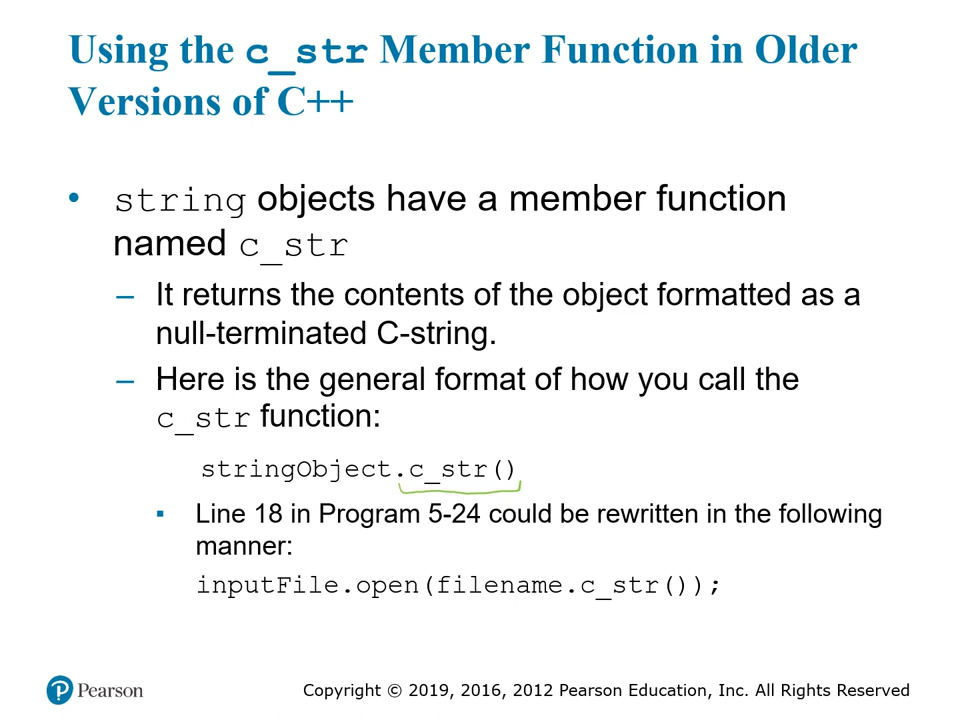 Using the c_str Member Function in Older
Versions of C++
• string objects have a member function
named c_str
– It returns the contents of the object formatted as a
null-terminated C-string.
– Here is the general format of how you call the
c_str function:
stringObject.c_str()
▪ Line 18 in Program 5-24 could be rewritten in the following
manner:
inputFile.open(filename.c_str());
P Pearson
Copyright © 2019, 2016, 2012 Pearson Education, Inc. All Rights Reserved